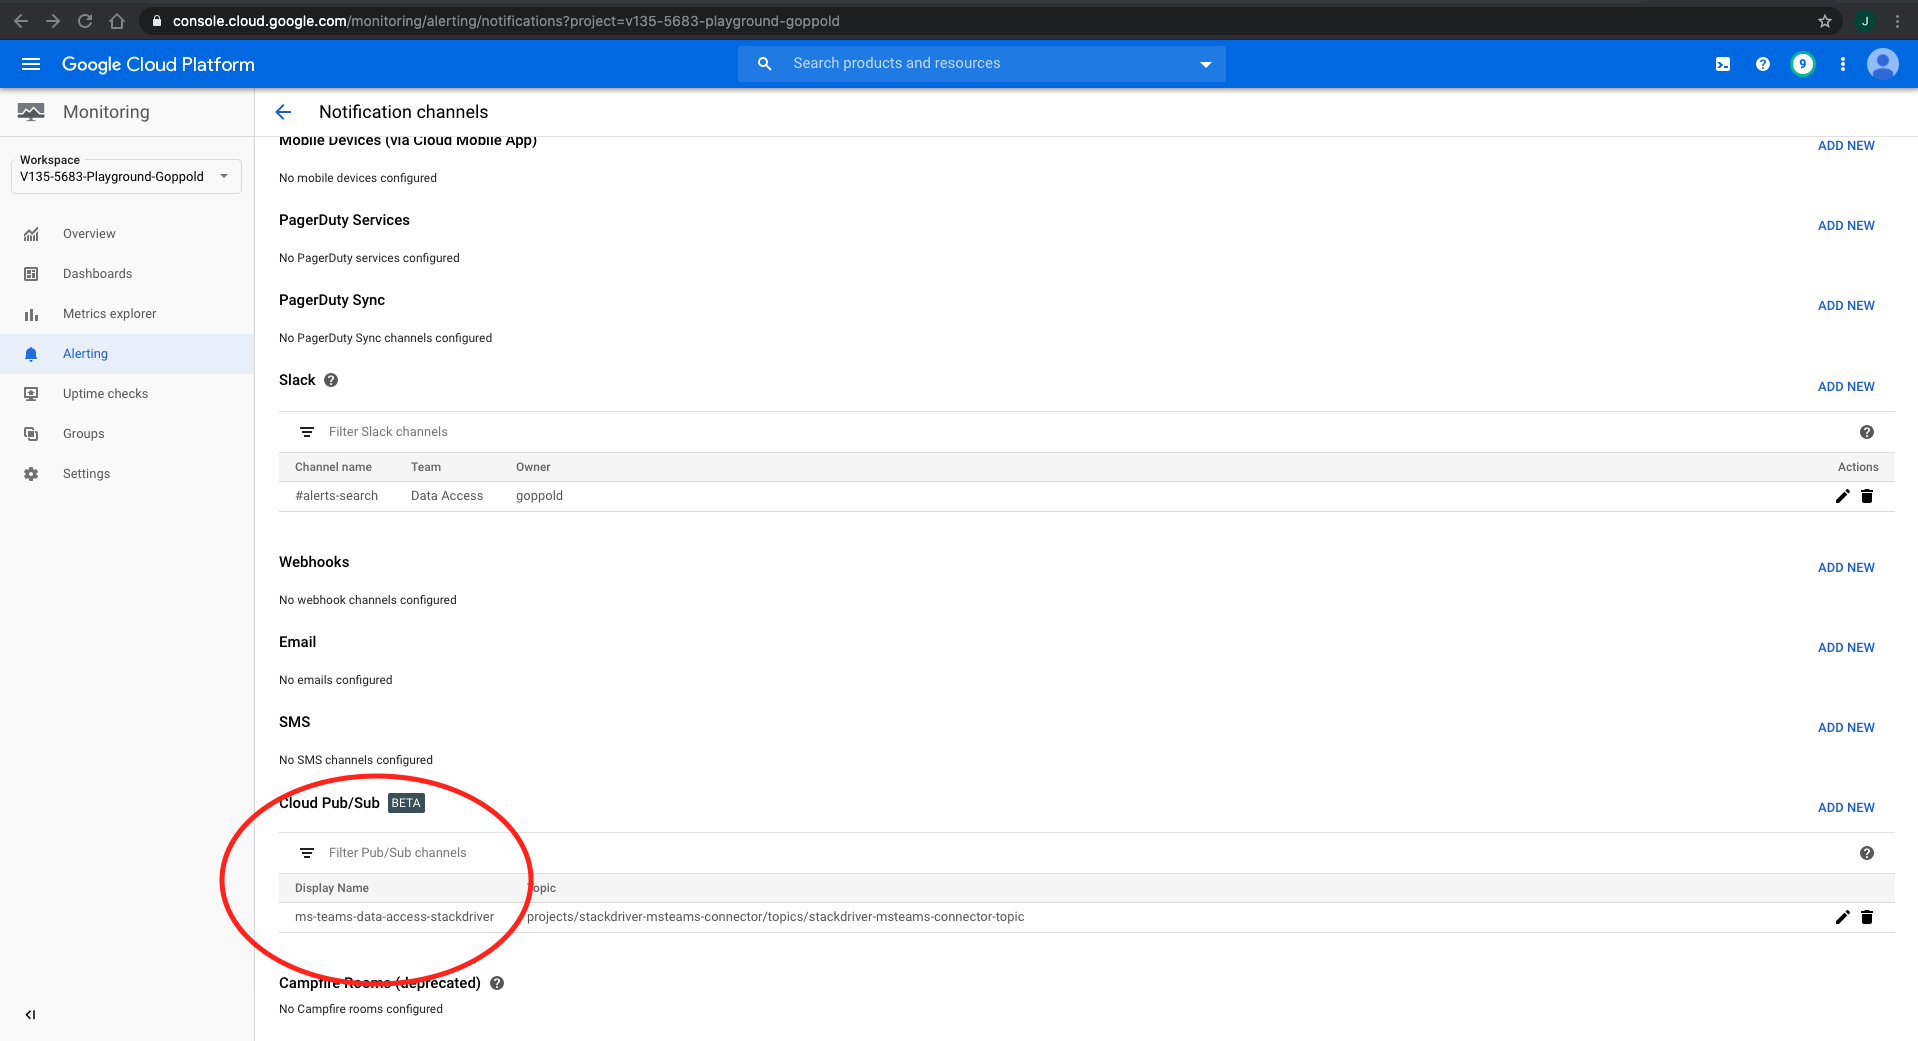 console.cloud.google.com/monitoring/alerting/notifications?project=v135-5683-playground-goppold
J
Google Cloud Platform
Search products and resources
9
Monitoring
Notification channels
Workspace
V135-5683-Playground-Goppold
Overview
Dashboards
Metrics explorer
Alerting
Uptime checks
Groups
Settings
Mobile Devices (via Cloud Mobile App)
ADD NEW
No mobile devices configured
PagerDuty Services
ADD NEW
No PagerDuty services configured
PagerDuty Sync
ADD NEW
No PagerDuty Sync channels configured
Slack
ADD NEW
Filter Slack channels
Channel name Team Owner Actions
#alerts-search Data Access goppold
Webhooks
ADD NEW
No webhook channels configured
Email
ADD NEW
No emails configured
SMS
ADD NEW
No SMS channels configured
Cloud Pub/Sub BETA
ADD NEW
Filter Pub/Sub channels
Display Name Topic
ms-teams-data-access-stackdriver projects/stackdriver-msteams-connector/topics/stackdriver-msteams-connector-topic
Campfire Rooms (deprecated)
No Campfire rooms configured